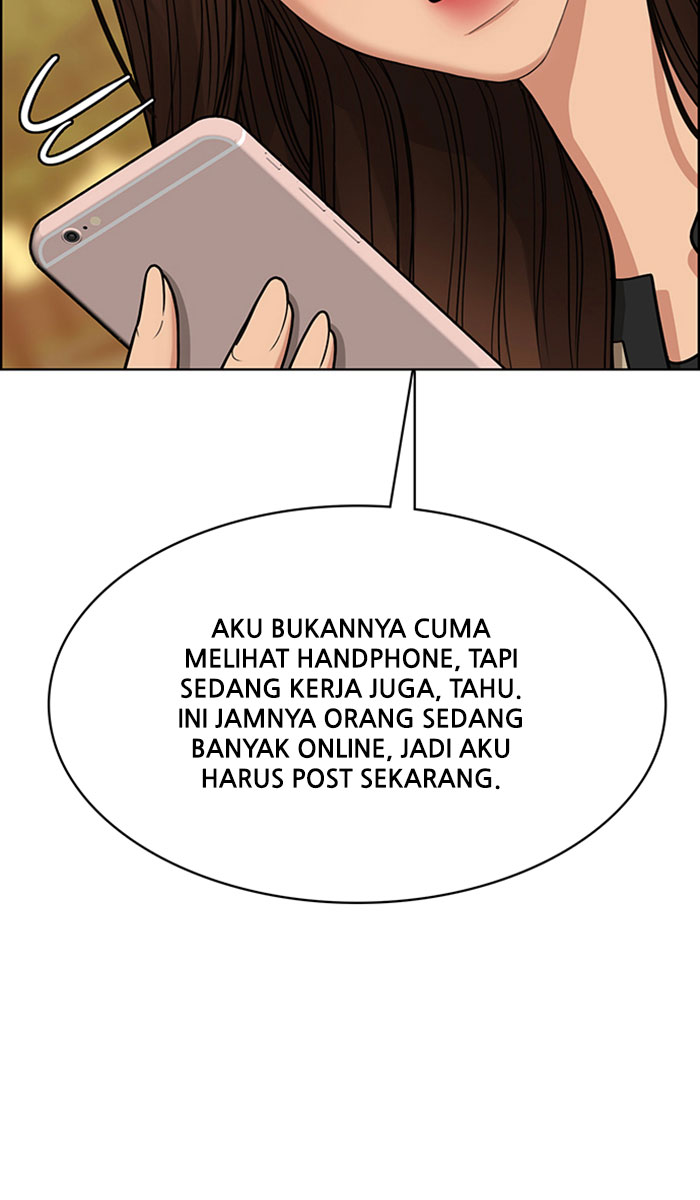 AKU BUKANNYA CUMA
MELIHAT HANDPHONE, TAPI
SEDANG KERJA JUGA, TAHU.
INI JAMNYA ORANG SEDANG
BANYAK ONLINE, JADI AKU
HARUS POST SEKARANG.